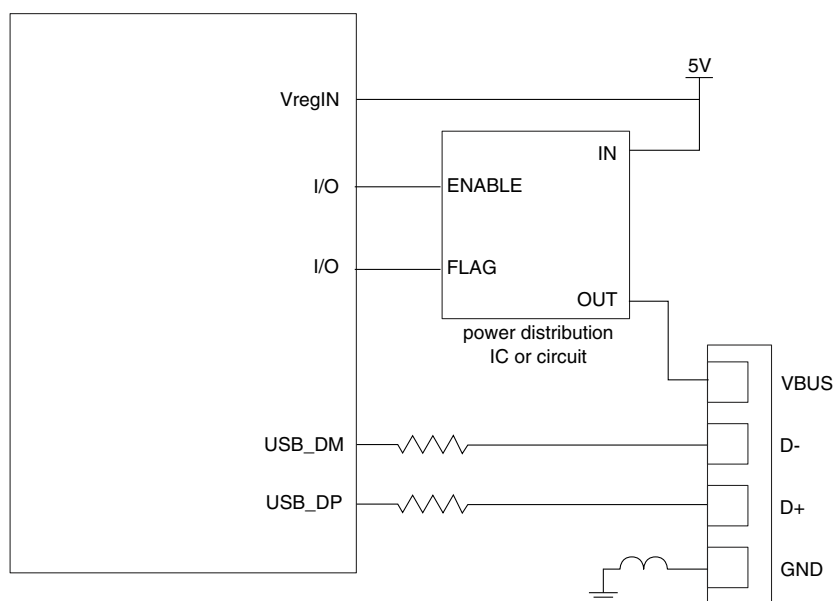 5V
VregIN
IN
I/O
ENABLE
I/O
FLAG
OUT
power distribution
IC or circuit
VBUS
USB_DM
D-
USB_DP
D+
GND